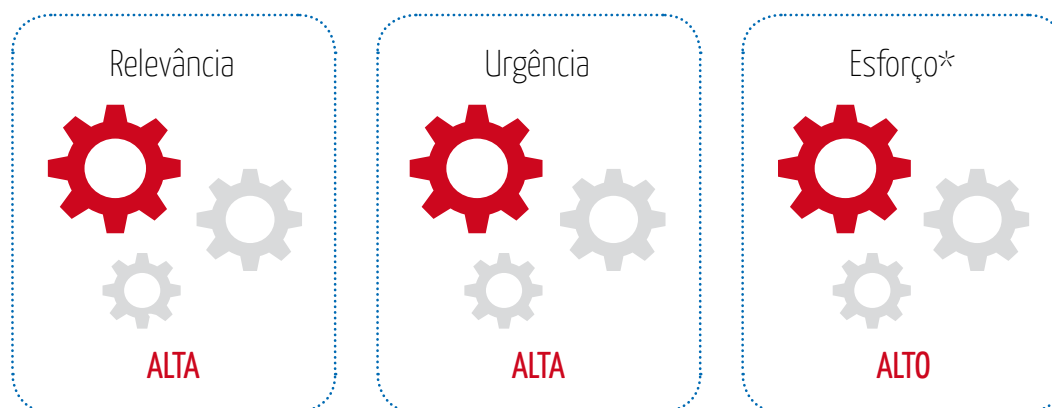 Relevância
Urgência
Esforço*
ALTA
ALTA
ALTO